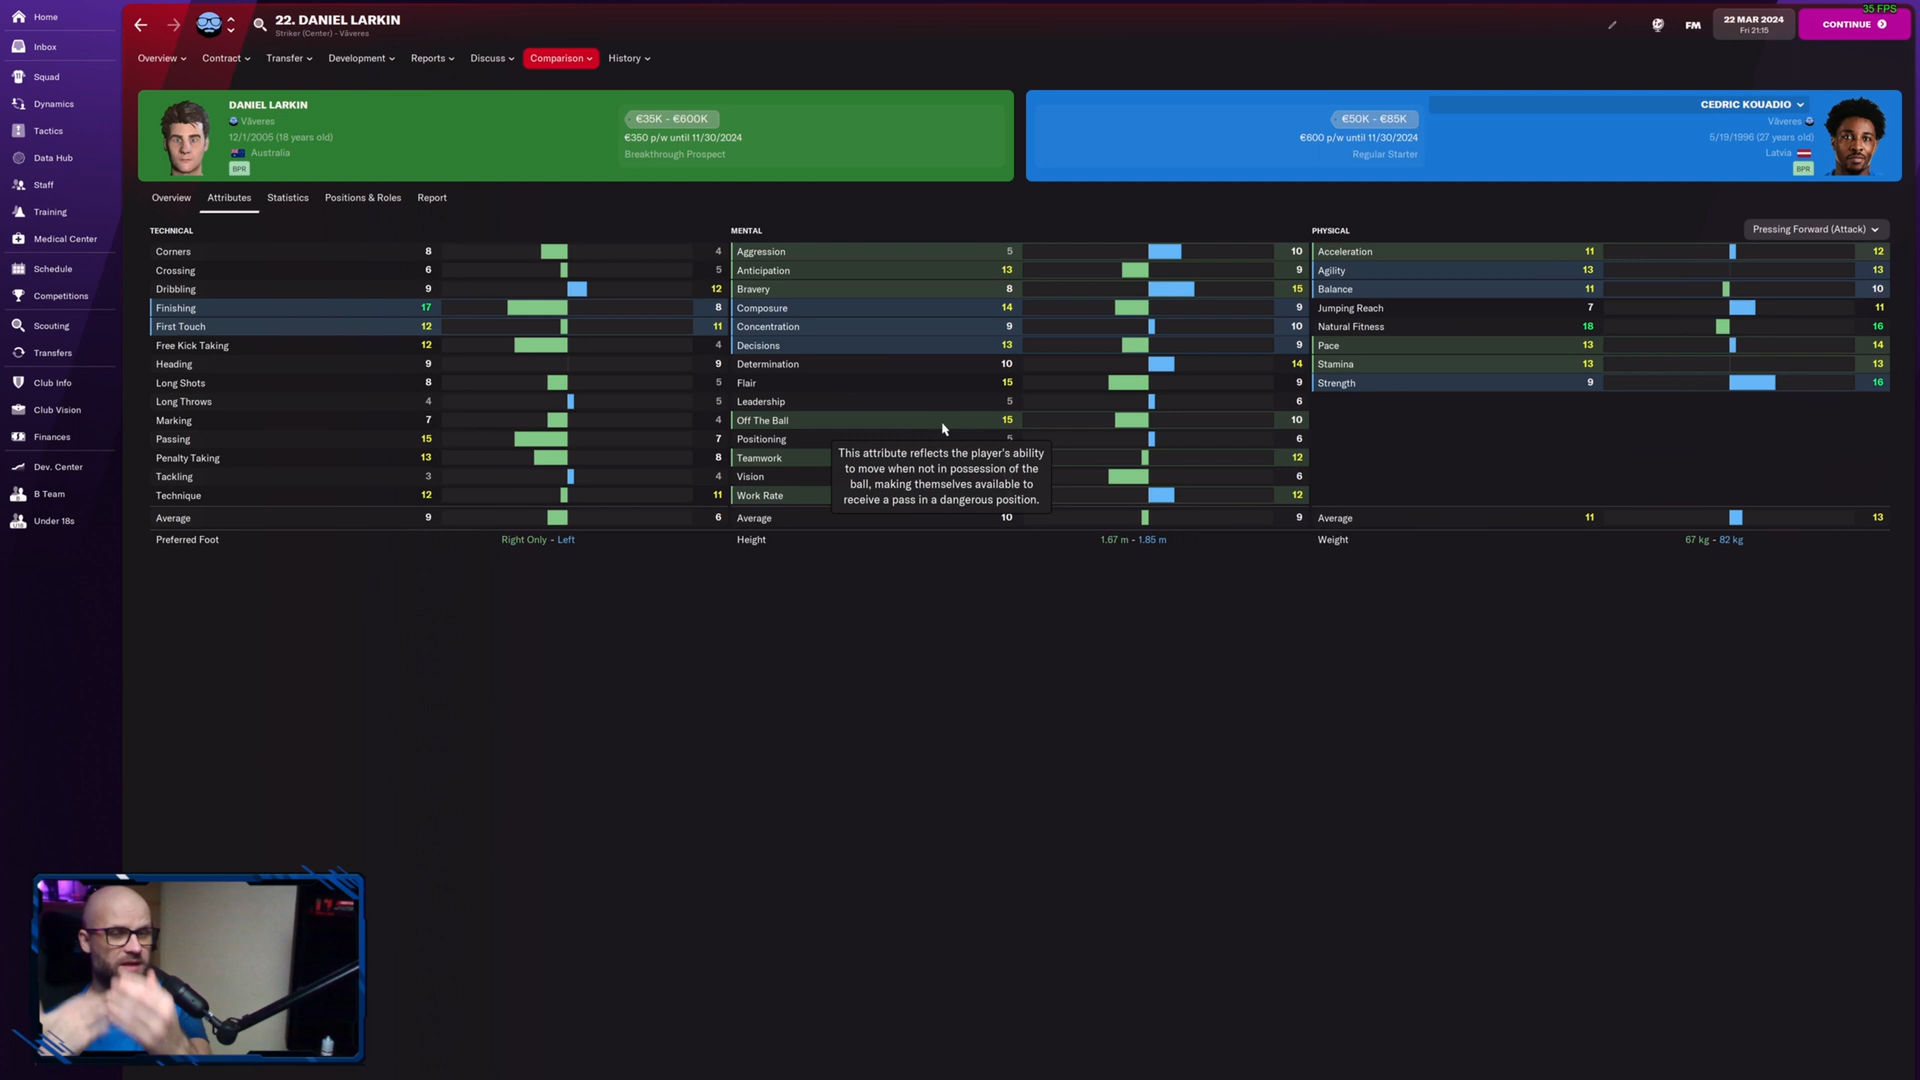 35 FPS
Home
Inbox
Squad
Dynamics
Tactics
Data Hub
Staff
Training
Medical Center
Schedule
Competitions
Scouting
Transfers
Club Info
Club Vision
Finances
Dev. Center
B Team
Under 18s
22. DANIEL LARKIN
Striker (Center) - Vāveres
FM
22 MAR 2024
Fri 21:15
CONTINUE
Overview Contract Transfer Development Reports Discuss Comparison History
DANIEL LARKIN
Vāveres
12/1/2005 (18 years old)
Australia
BPR
€35K - €600K
€350 p/w until 11/30/2024
Breakthrough Prospect
€50K - €85K
€600 p/w until 11/30/2024
Regular Starter
CEDRIC KOUADIO
Vāveres
5/19/1996 (27 years old)
Latvia
BPR
Overview Attributes Statistics Positions & Roles Report
TECHNICAL
Corners 8 4
Crossing 6 5
Dribbling 9 12
Finishing 17 8
First Touch 12 11
Free Kick Taking 12 4
Heading 9 9
Long Shots 8 5
Long Throws 4 5
Marking 7 4
Passing 15 7
Penalty Taking 13 8
Tackling 3 4
Technique 12 11
Average 9 6
Preferred Foot Right Only - Left
MENTAL
Aggression 5 10
Anticipation 13 9
Bravery 8 15
Composure 14 9
Concentration 9 10
Decisions 13 9
Determination 10 14
Flair 15 9
Leadership 5 6
Off The Ball 15 10
Positioning 5 6
Teamwork 12
Vision 6
Work Rate 12
This attribute reflects the player's ability
to move when not in possession of the
ball, making themselves available to
receive a pass in a dangerous position.
Average 10 9
Height 1.67 m - 1.85 m
PHYSICAL
Pressing Forward (Attack)
Acceleration 11 12
Agility 13 13
Balance 11 10
Jumping Reach 7 11
Natural Fitness 18 16
Pace 13 14
Stamina 13 13
Strength 9 16
Average 11 13
Weight 67 kg - 82 kg